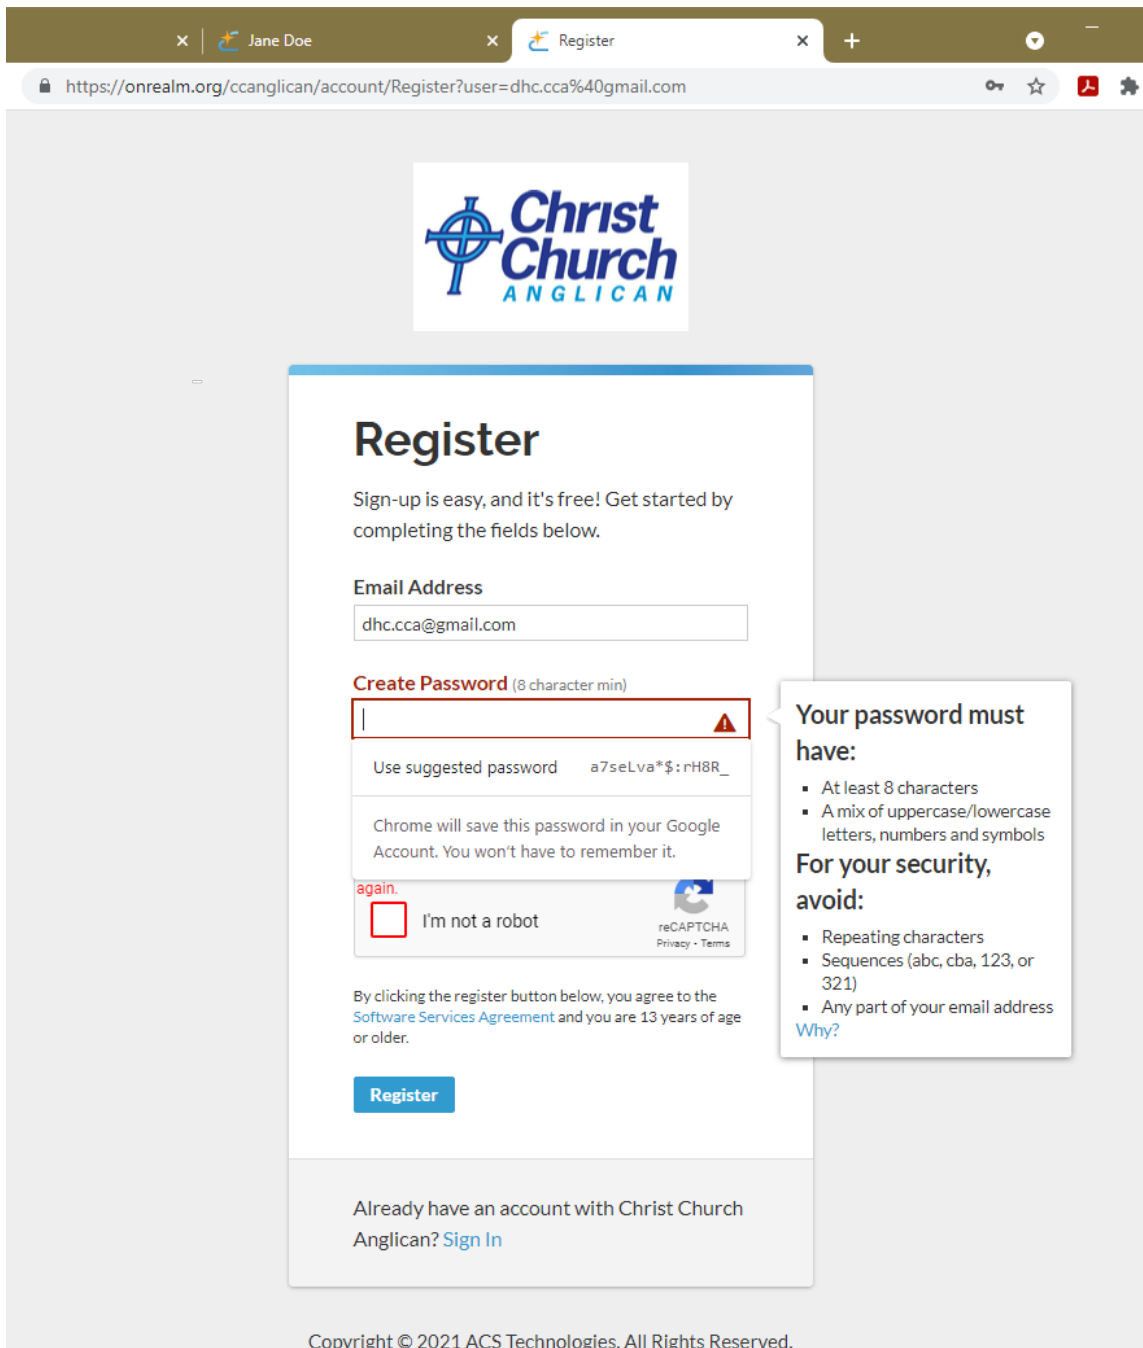 Jane Doe
Register
https://onrealm.org/ccanglican/account/Register?user=dhc.cca%40gmail.com
Christ
Church
ANGLICAN
Register
Sign-up is easy, and it's free! Get started by
completing the fields below.
Email Address
dhc.cca@gmail.com
Create Password (8 character min)
Use suggested password a7seLva*$:rH8R_
Chrome will save this password in your Google
Account. You won't have to remember it.
again.
I'm not a robot
reCAPTCHA
Privacy - Terms
By clicking the register button below, you agree to the
Software Services Agreement and you are 13 years of age
or older.
Register
Already have an account with Christ Church
Anglican? Sign In
Your password must
have:
▪ At least 8 characters
▪ A mix of uppercase/lowercase
letters, numbers and symbols
For your security,
avoid:
▪ Repeating characters
▪ Sequences (abc, cba, 123, or
321)
▪ Any part of your email address
Why?
Copyright © 2021 ACS Technologies. All Rights Reserved.